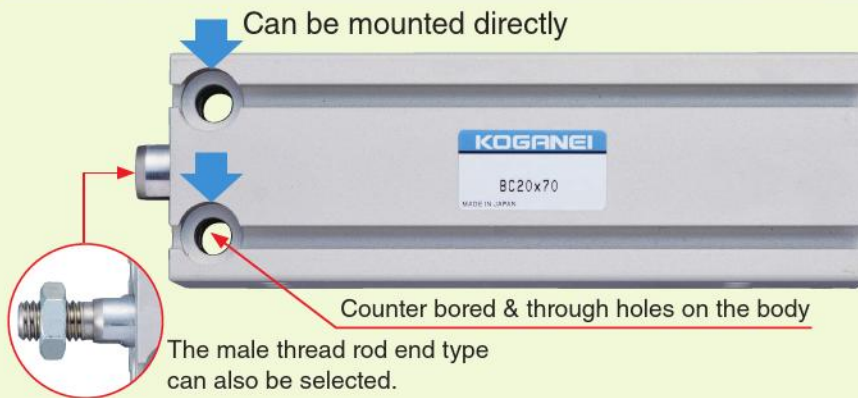 Can be mounted directly
KOGANEI
BC20x70
MADE IN JAPAN
Counter bored & through holes on the body
The male thread rod end type
can also be selected.